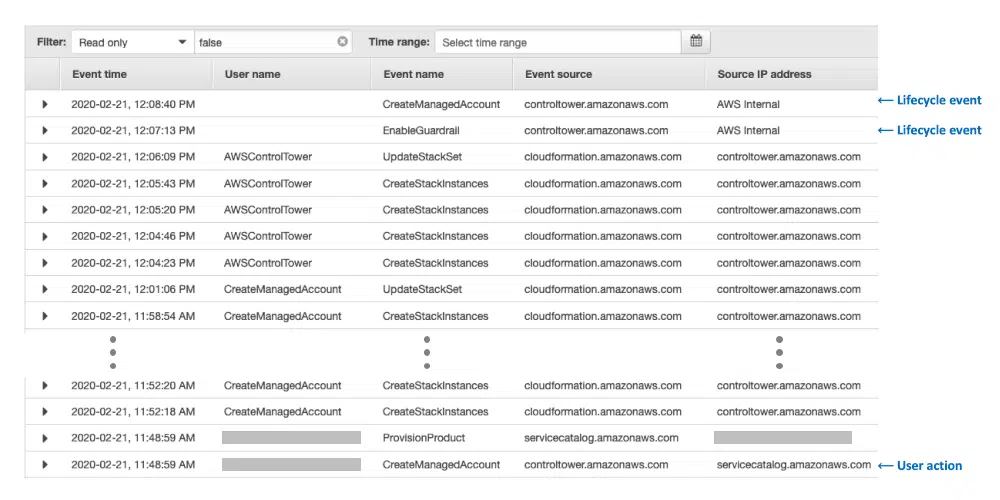 Filter: Read only false Time range: Select time range
Event time User name Event name Event source Source IP address
2020-02-21, 12:08:40 PM CreateManagedAccount controltower.amazonaws.com AWS Internal ← Lifecycle event
2020-02-21, 12:07:13 PM EnableGuardrail controltower.amazonaws.com AWS Internal ← Lifecycle event
2020-02-21, 12:06:09 PM AWSControlTower UpdateStackSet cloudformation.amazonaws.com controltower.amazonaws.com
2020-02-21, 12:05:43 PM AWSControlTower CreateStackInstances cloudformation.amazonaws.com controltower.amazonaws.com
2020-02-21, 12:05:20 PM AWSControlTower CreateStackInstances cloudformation.amazonaws.com controltower.amazonaws.com
2020-02-21, 12:04:46 PM AWSControlTower CreateStackInstances cloudformation.amazonaws.com controltower.amazonaws.com
2020-02-21, 12:04:23 PM AWSControlTower CreateStackInstances cloudformation.amazonaws.com controltower.amazonaws.com
2020-02-21, 12:01:06 PM CreateManagedAccount UpdateStackSet cloudformation.amazonaws.com controltower.amazonaws.com
2020-02-21, 11:58:54 AM CreateManagedAccount CreateStackInstances cloudformation.amazonaws.com controltower.amazonaws.com
2020-02-21, 11:52:20 AM CreateManagedAccount CreateStackInstances cloudformation.amazonaws.com controltower.amazonaws.com
2020-02-21, 11:52:18 AM CreateManagedAccount CreateStackInstances cloudformation.amazonaws.com controltower.amazonaws.com
2020-02-21, 11:48:59 AM ProvisionProduct servicecatalog.amazonaws.com
2020-02-21, 11:48:59 AM CreateManagedAccount controltower.amazonaws.com servicecatalog.amazonaws.com ← User action